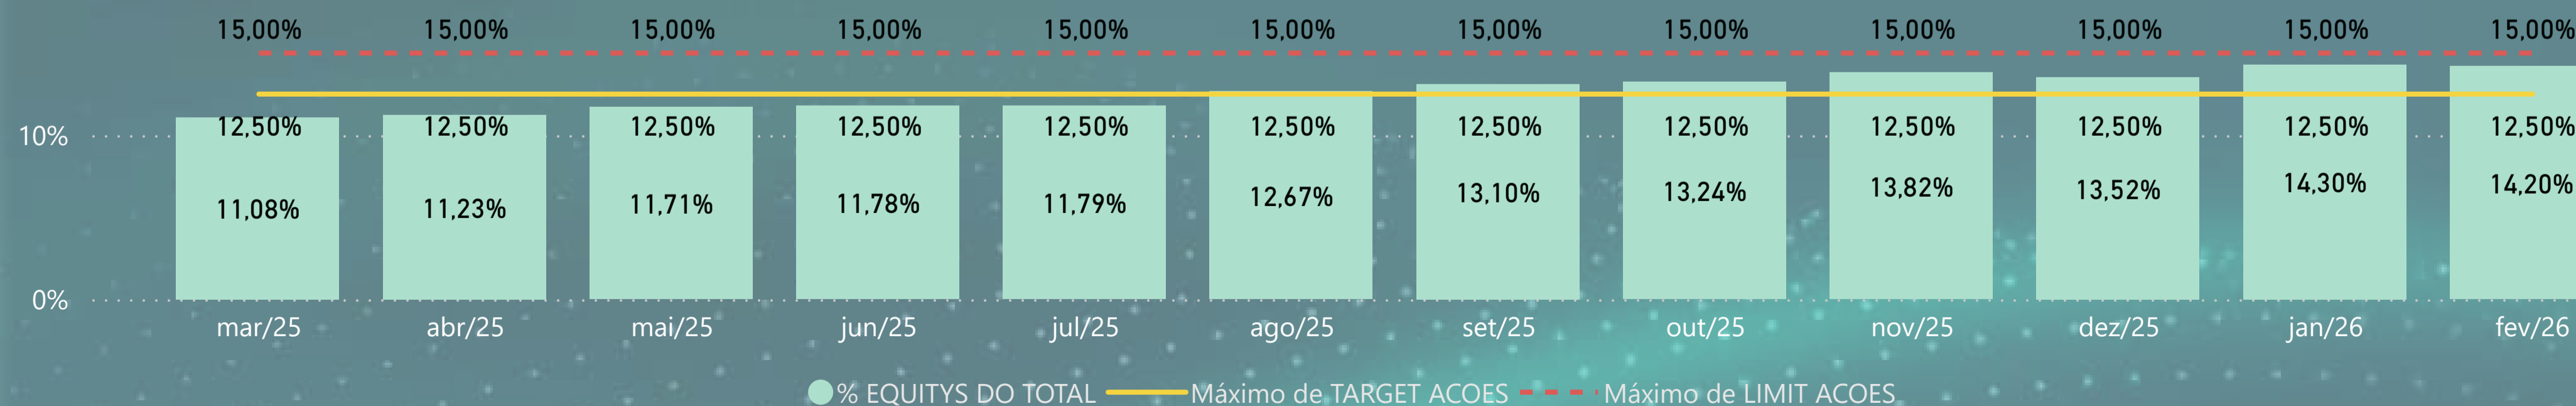 15,00% 15,00% 15,00% 15,00% 15,00% 15,00% 15,00% 15,00% 15,00% 15,00% 15,00% 15,00%
10% 12,50% 12,50% 12,50% 12,50% 12,50% 12,50% 12,50% 12,50% 12,50% 12,50% 12,50% 12,50%
11,08% 11,23% 11,71% 11,78% 11,79% 12,67% 13,10% 13,24% 13,82% 13,52% 14,30% 14,20%
0%
mar/25 abr/25 mai/25 jun/25 jul/25 ago/25 set/25 out/25 nov/25 dez/25 jan/26 fev/26
% EQUITYS DO TOTAL Máximo de TARGET ACOES Máximo de LIMIT ACOES